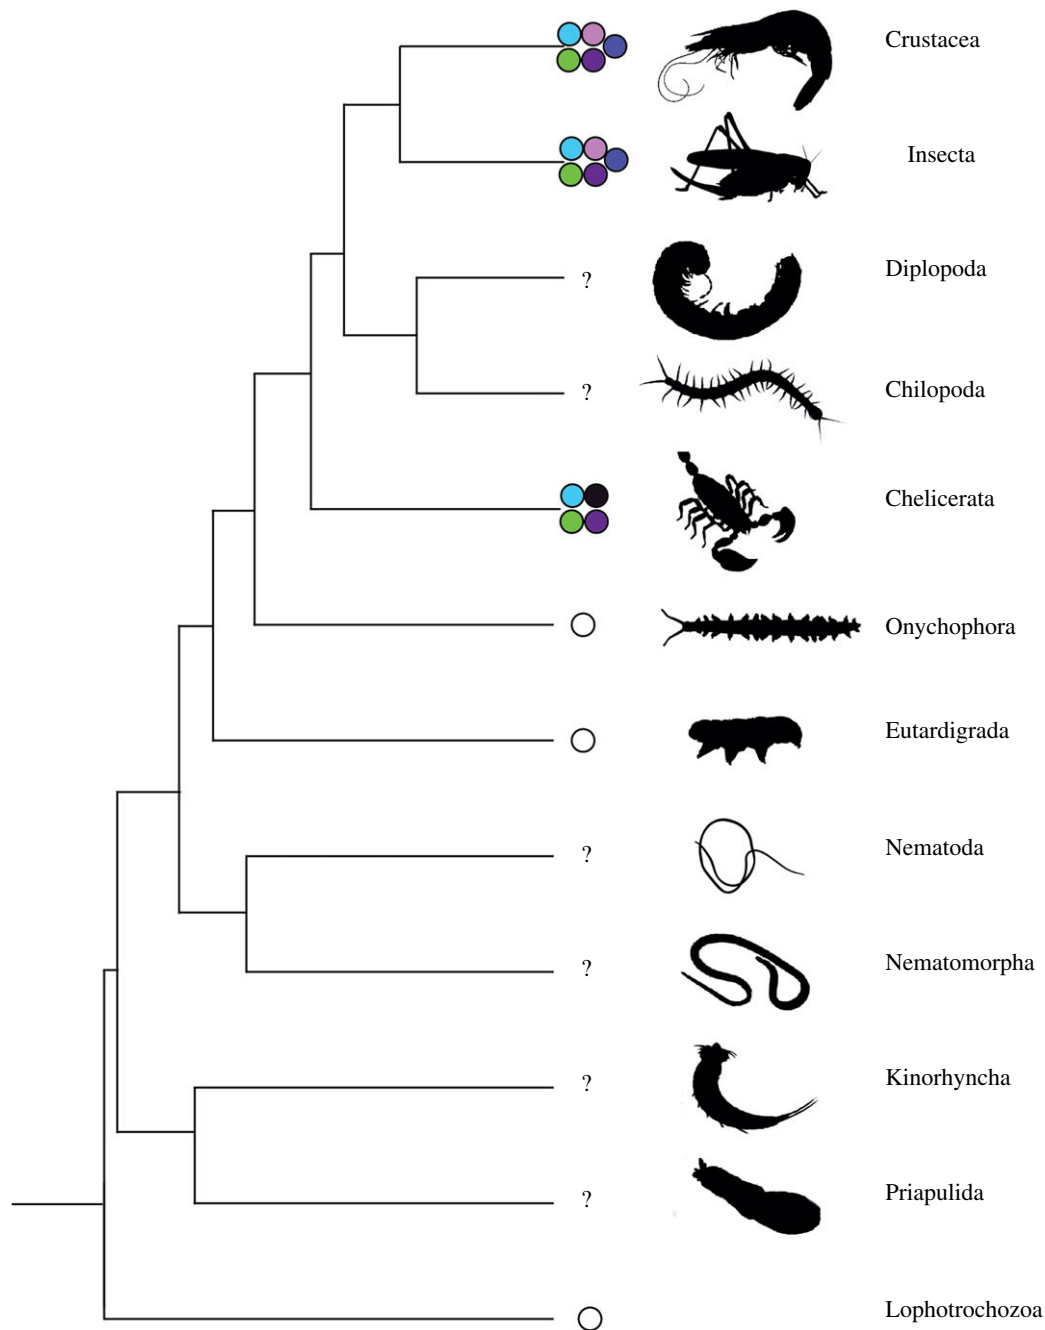 Crustacea
Insecta
? Diplopoda
? Chilopoda
Chelicerata
Onychophora
Eutardigrada
? Nematoda
? Nematomorpha
? Kinorhyncha
? Priapulida
Lophotrochozoa